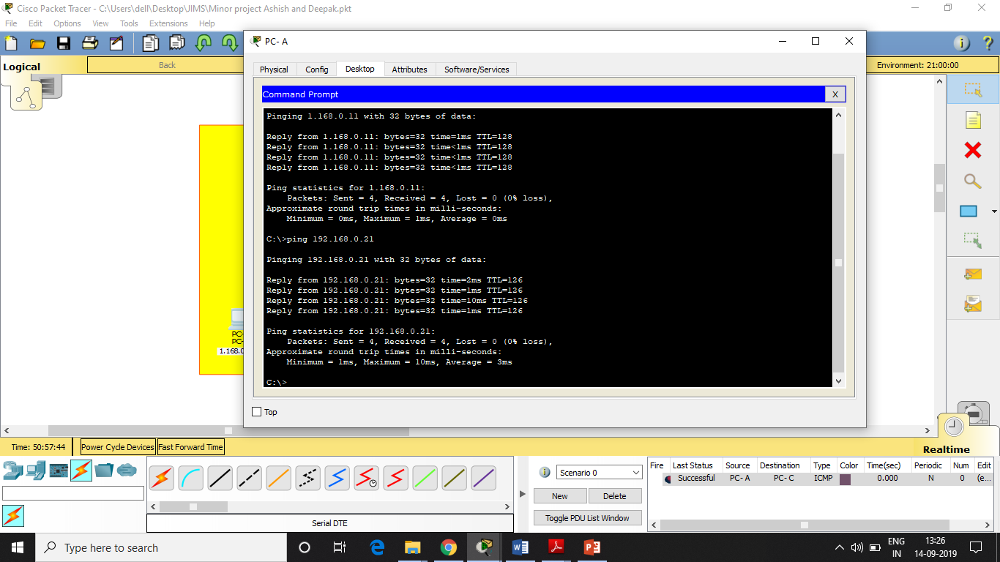 Cisco Packet Tracer - C:\Users\dell\Desktop\JIMS\Minor project Ashish and Deepak.pkt
File Edit Options View Tools Extensions Help
Logical
Back
Environment: 21:00:00
PC- A
Physical Config Desktop Attributes Software/Services
Command Prompt
X
Pinging 1.168.0.11 with 32 bytes of data:
Reply from 1.168.0.11: bytes=32 time=1ms TTL=128
Reply from 1.168.0.11: bytes=32 time<1ms TTL=128
Reply from 1.168.0.11: bytes=32 time<1ms TTL=128
Reply from 1.168.0.11: bytes=32 time<1ms TTL=128
Ping statistics for 1.168.0.11:
Packets: Sent = 4, Received = 4, Lost = 0 (0% loss),
Approximate round trip times in milli-seconds:
Minimum = 0ms, Maximum = 1ms, Average = 0ms
C:\>ping 192.168.0.21
Pinging 192.168.0.21 with 32 bytes of data:
Reply from 192.168.0.21: bytes=32 time=2ms TTL=126
Reply from 192.168.0.21: bytes=32 time=1ms TTL=126
Reply from 192.168.0.21: bytes=32 time=10ms TTL=126
Reply from 192.168.0.21: bytes=32 time=1ms TTL=126
Ping statistics for 192.168.0.21:
Packets: Sent = 4, Received = 4, Lost = 0 (0% loss),
Approximate round trip times in milli-seconds:
Minimum = 1ms, Maximum = 10ms, Average = 3ms
C:\>
PC-
PC-
1.168.0
Top
Time: 50:57:44
Power Cycle Devices
Fast Forward Time
Realtime
Scenario 0
New
Delete
Toggle PDU List Window
Serial DTE
Fire Last Status Source Destination Type Color Time(sec) Periodic Num Edit
Successful PC- A PC- C ICMP 0.000 N 0 (e...
Type here to search
ENG
IN
13:26
14-09-2019